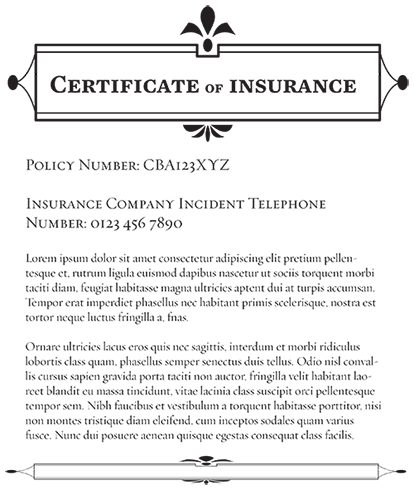 Certificate of insurance
Policy Number: CBA123XYZ
Insurance Company Incident Telephone
Number: 0123 456 7890
Lorem ipsum dolor sit amet consectetur adipiscing elit pretium pellen-
tesque et, rutrum ligula euismod dapibus nascetur ut sociis torquent morbi
taciti diam, feugiat habitasse magna ultricies aptent dui at turpis accumsan.
Tempor erat imperdiet phasellus nec habitant primis scelerisque, nostra est
tortor neque luctus fringilla a, fnas.
Ornare ultricies lacus eros quis nec sagittis, interdum et morbi ridiculus
lobortis class quam, phasellus semper senectus duis tellus. Odio nisl conval-
lis cursus sapien gravida porta taciti non auctor, fringilla velit habitant lao-
reet blandit eu massa tincidunt, vitae lacinia class suscipit orci pellentesque
tempor sem. Nibh faucibus et vestibulum a torquent habitasse porttitor, nisi
non montes tristique diam eleifend, cum inceptos sodales quam varius
fusce. Nunc dui posuere aenean quisque egestas consequat class facilis.